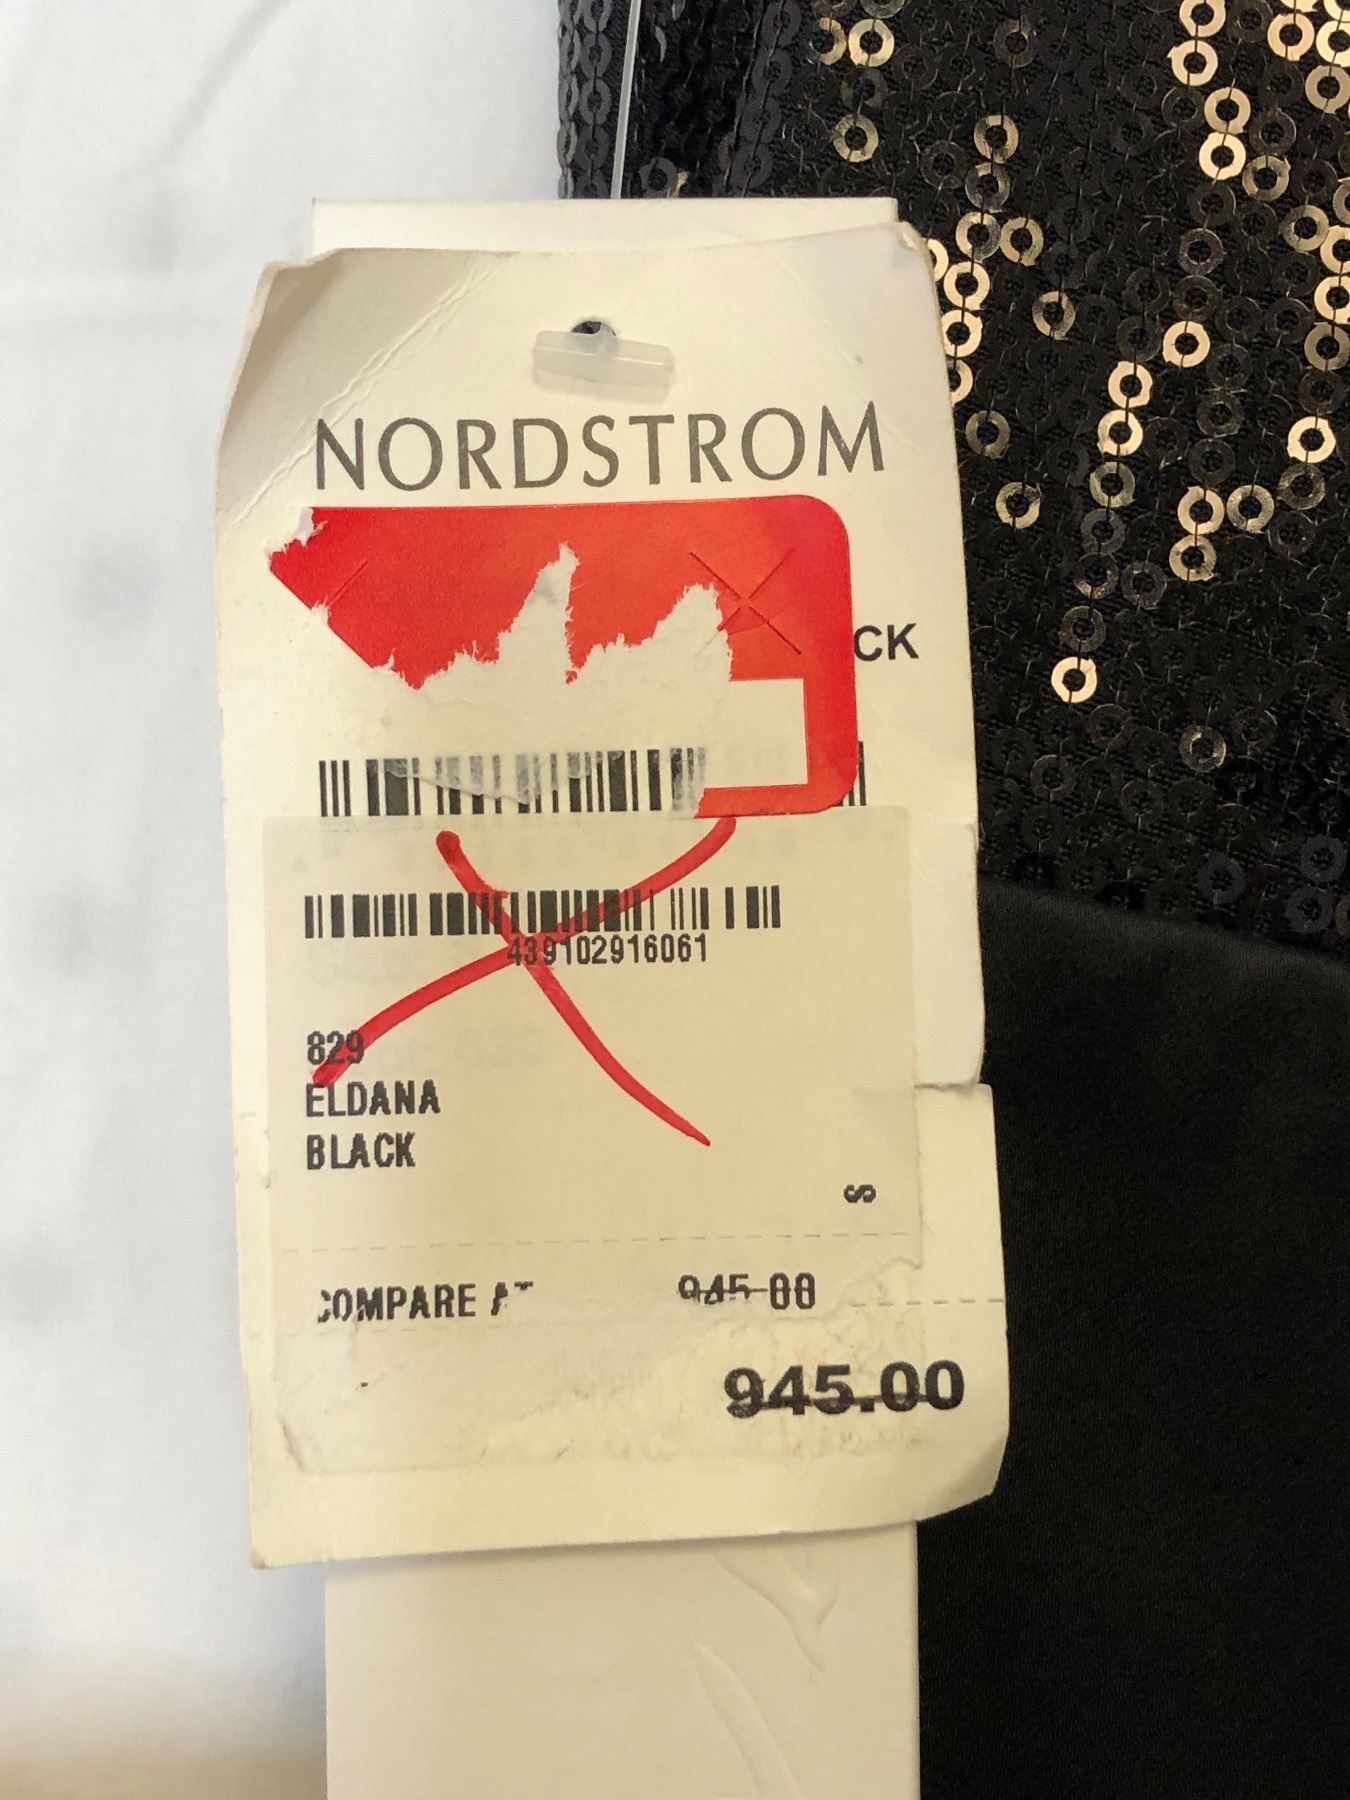 NORDSTROM
CK
439102916061
829
ELDANA
BLACK
S
COMPARE AT 945.00
945.00